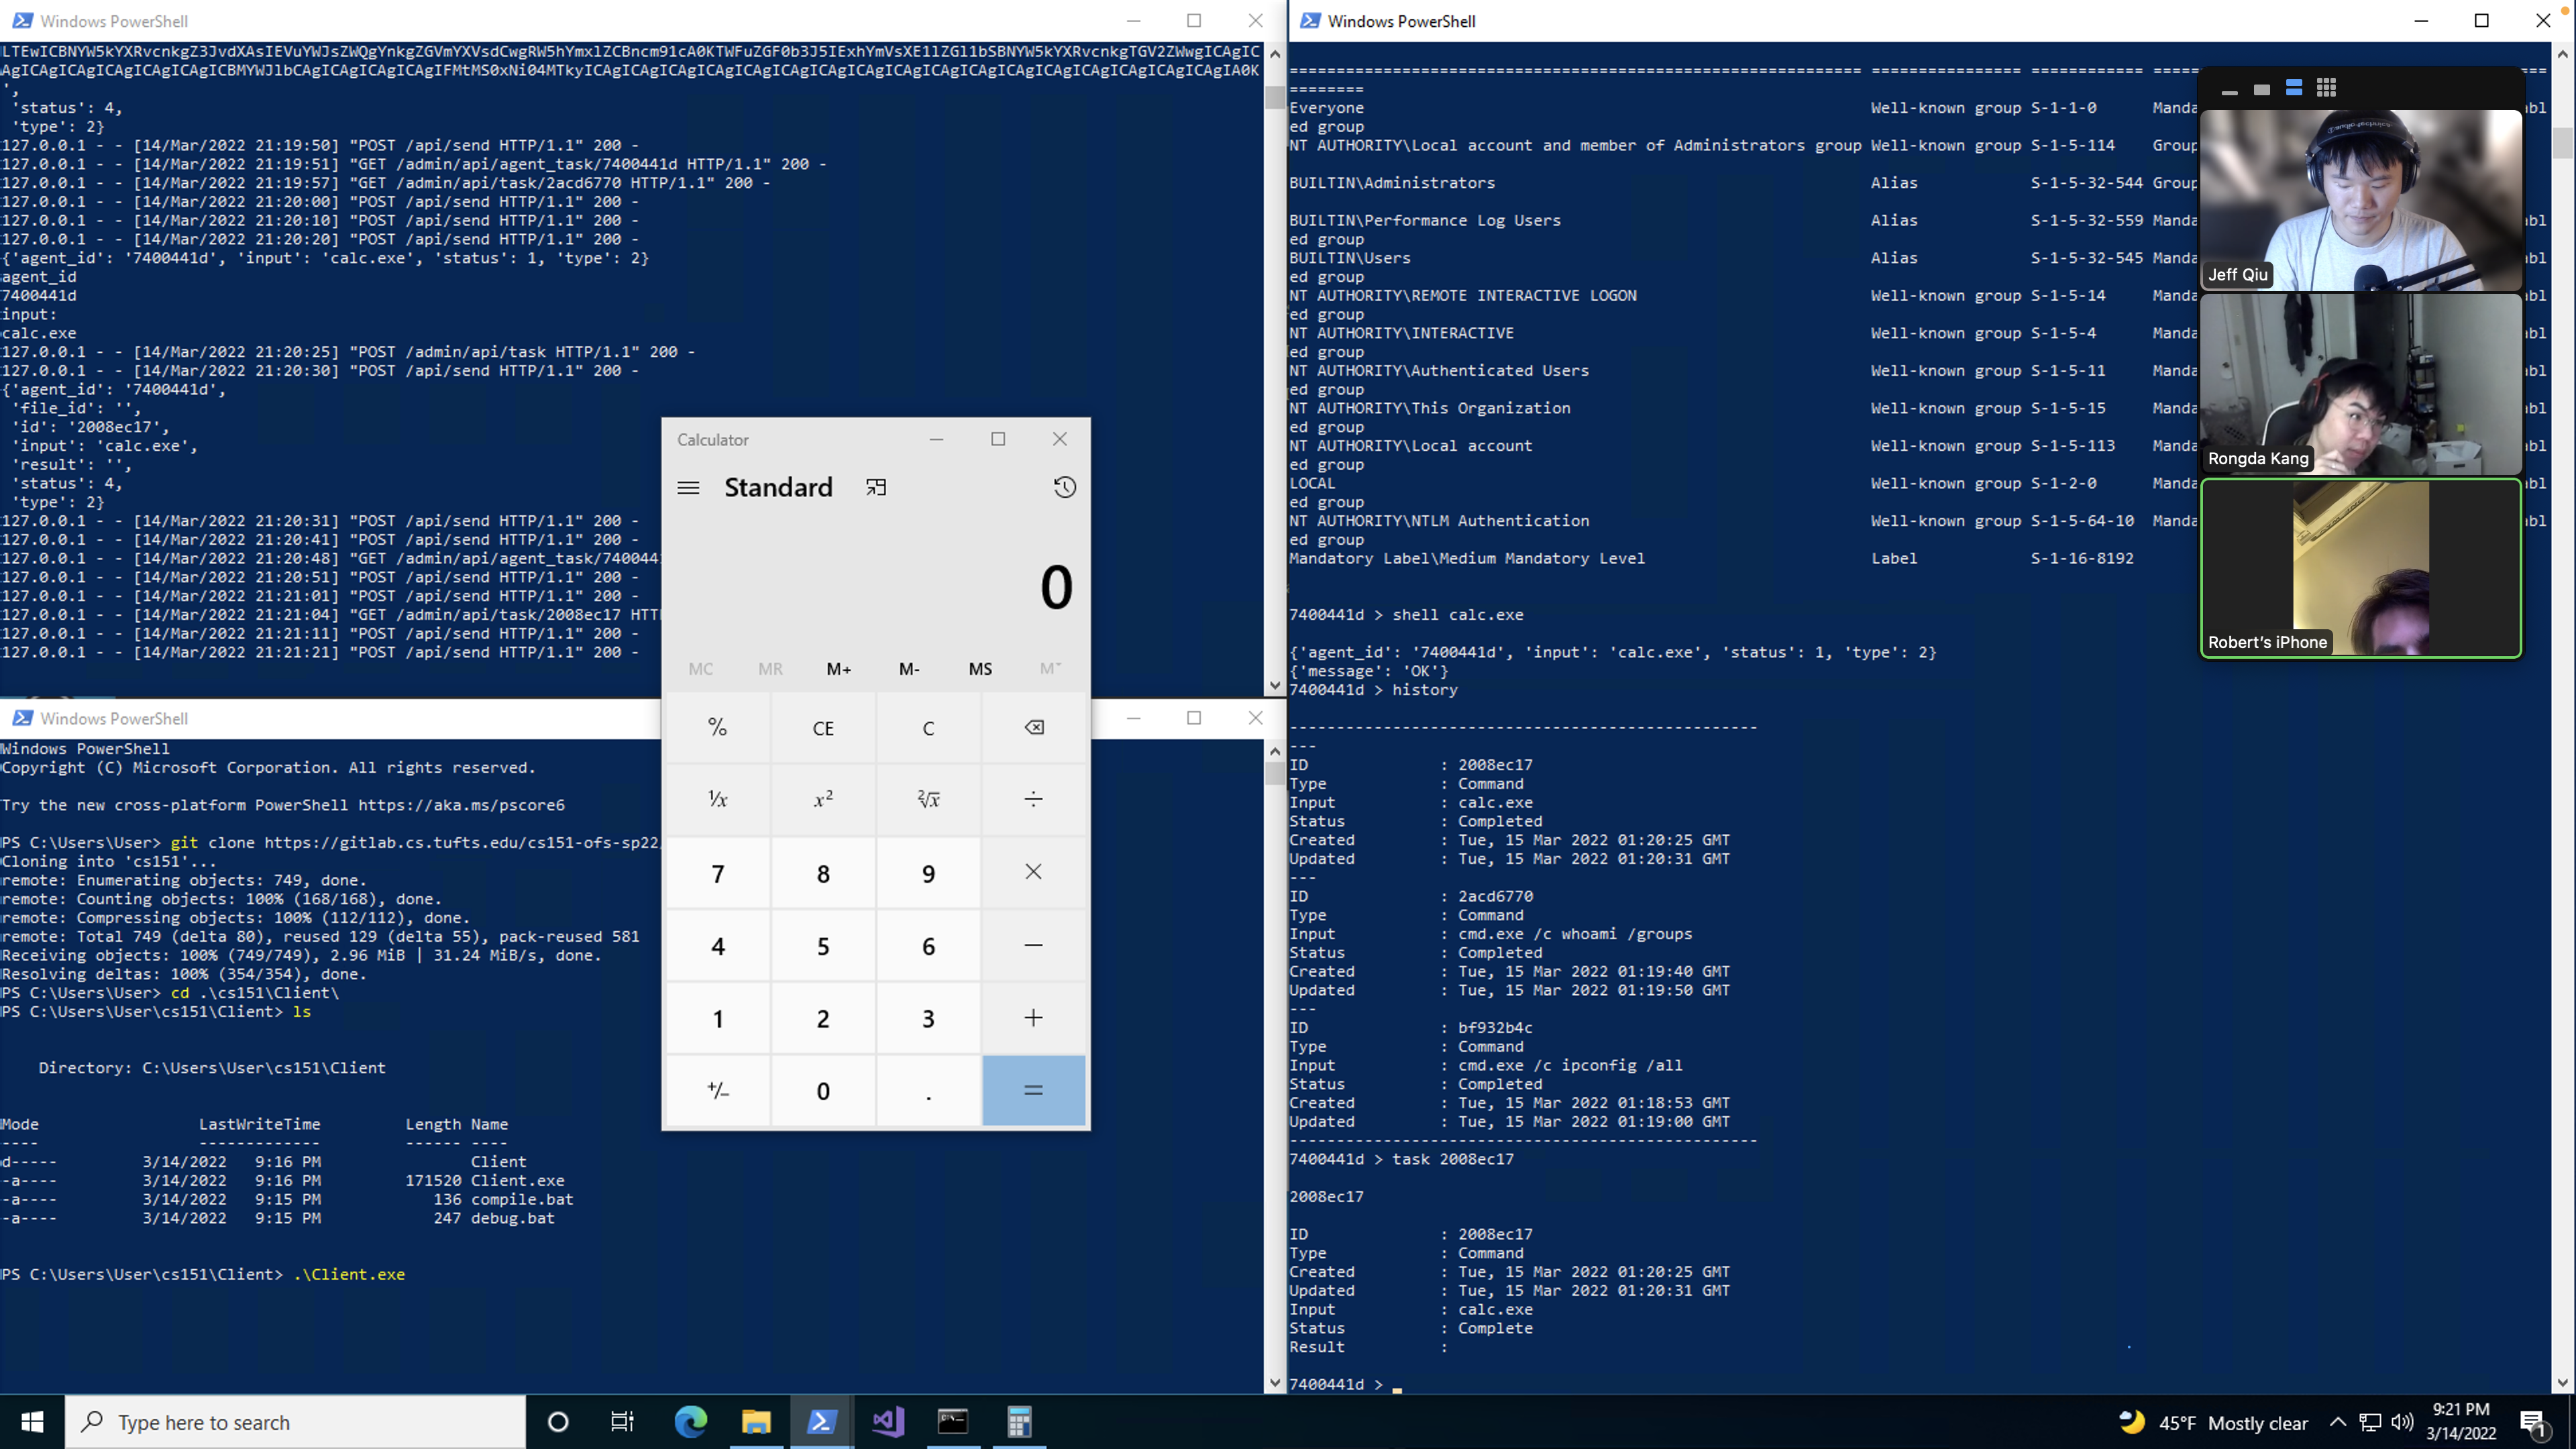 Windows PowerShell
LTEwICBNYW5kYXRvcnkgZ3JvdXAsIEVuYWJsZWQgYnkgZGVmYXVsdCwgRW5hYmxlZCBncm91cA0KTWFuZGF0b3J5IExhYmVsXE1lZGl1bSBNYW5kYXRvcnkgTGV2ZWwgICAgIC
AgICAgICAgICAgICAgICAgICBMYWJlbCAgICAgICAgICAgIFMtMS0xNi04MTkyICAgICAgICAgICAgICAgICAgICAgICAgICAgICAgICAgICAgICAgICAgICAgICAgIA0K
',
'status': 4,
'type': 2}
127.0.0.1 - - [14/Mar/2022 21:19:50] "POST /api/send HTTP/1.1" 200 -
127.0.0.1 - - [14/Mar/2022 21:19:51] "GET /admin/api/agent_task/7400441d HTTP/1.1" 200 -
127.0.0.1 - - [14/Mar/2022 21:19:57] "GET /admin/api/task/2acd6770 HTTP/1.1" 200 -
127.0.0.1 - - [14/Mar/2022 21:20:00] "POST /api/send HTTP/1.1" 200 -
127.0.0.1 - - [14/Mar/2022 21:20:10] "POST /api/send HTTP/1.1" 200 -
127.0.0.1 - - [14/Mar/2022 21:20:20] "POST /api/send HTTP/1.1" 200 -
{'agent_id': '7400441d', 'input': 'calc.exe', 'status': 1, 'type': 2}
agent_id
7400441d
input:
calc.exe
127.0.0.1 - - [14/Mar/2022 21:20:25] "POST /admin/api/task HTTP/1.1" 200 -
127.0.0.1 - - [14/Mar/2022 21:20:30] "POST /api/send HTTP/1.1" 200 -
{'agent_id': '7400441d',
'file_id': '',
'id': '2008ec17',
'input': 'calc.exe',
'result': '',
'status': 4,
'type': 2}
127.0.0.1 - - [14/Mar/2022 21:20:31] "POST /api/send HTTP/1.1" 200 -
127.0.0.1 - - [14/Mar/2022 21:20:41] "POST /api/send HTTP/1.1" 200 -
127.0.0.1 - - [14/Mar/2022 21:20:48] "GET /admin/api/agent_task/74004
127.0.0.1 - - [14/Mar/2022 21:20:51] "POST /api/send HTTP/1.1" 200 -
127.0.0.1 - - [14/Mar/2022 21:21:01] "POST /api/send HTTP/1.1" 200 -
127.0.0.1 - - [14/Mar/2022 21:21:04] "GET /admin/api/task/2008ec17 HTT
127.0.0.1 - - [14/Mar/2022 21:21:11] "POST /api/send HTTP/1.1" 200 -
127.0.0.1 - - [14/Mar/2022 21:21:21] "POST /api/send HTTP/1.1" 200 -
Windows PowerShell
Windows PowerShell
Copyright (C) Microsoft Corporation. All rights reserved.
Try the new cross-platform PowerShell https://aka.ms/pscore6
PS C:\Users\User> git clone https://gitlab.cs.tufts.edu/cs151-ofs-sp22
Cloning into 'cs151'...
remote: Enumerating objects: 749, done.
remote: Counting objects: 100% (168/168), done.
remote: Compressing objects: 100% (112/112), done.
remote: Total 749 (delta 80), reused 129 (delta 55), pack-reused 581
Receiving objects: 100% (749/749), 2.96 MiB | 31.24 MiB/s, done.
Resolving deltas: 100% (354/354), done.
PS C:\Users\User> cd .\cs151\Client\
PS C:\Users\User\cs151\Client> ls
Directory: C:\Users\User\cs151\Client
Mode LastWriteTime Length Name
---- ------------- ------ ----
d----- 3/14/2022 9:16 PM Client
-a---- 3/14/2022 9:16 PM 171520 Client.exe
-a---- 3/14/2022 9:15 PM 136 compile.bat
-a---- 3/14/2022 9:15 PM 247 debug.bat
PS C:\Users\User\cs151\Client> .\Client.exe
Calculator
Standard
0
MC MR M+ M- MS M˅
% CE C
¹/x x² ²√x ÷
7 8 9 ×
4 5 6 −
1 2 3 +
+/− 0 . =
Windows PowerShell
Everyone Well-known group S-1-1-0 Manda
ed group
NT AUTHORITY\Local account and member of Administrators group Well-known group S-1-5-114 Group
BUILTIN\Administrators Alias S-1-5-32-544 Group
BUILTIN\Performance Log Users Alias S-1-5-32-559 Manda
ed group
BUILTIN\Users Alias S-1-5-32-545 Manda
ed group
NT AUTHORITY\REMOTE INTERACTIVE LOGON Well-known group S-1-5-14 Manda
ed group
NT AUTHORITY\INTERACTIVE Well-known group S-1-5-4 Manda
ed group
NT AUTHORITY\Authenticated Users Well-known group S-1-5-11 Manda
ed group
NT AUTHORITY\This Organization Well-known group S-1-5-15 Manda
ed group
NT AUTHORITY\Local account Well-known group S-1-5-113 Manda
ed group
LOCAL Well-known group S-1-2-0 Manda
ed group
NT AUTHORITY\NTLM Authentication Well-known group S-1-5-64-10 Manda
ed group
Mandatory Label\Medium Mandatory Level Label S-1-16-8192
7400441d > shell calc.exe
{'agent_id': '7400441d', 'input': 'calc.exe', 'status': 1, 'type': 2}
{'message': 'OK'}
7400441d > history
--------------------------------------------------
---
ID : 2008ec17
Type : Command
Input : calc.exe
Status : Completed
Created : Tue, 15 Mar 2022 01:20:25 GMT
Updated : Tue, 15 Mar 2022 01:20:31 GMT
---
ID : 2acd6770
Type : Command
Input : cmd.exe /c whoami /groups
Status : Completed
Created : Tue, 15 Mar 2022 01:19:40 GMT
Updated : Tue, 15 Mar 2022 01:19:50 GMT
---
ID : bf932b4c
Type : Command
Input : cmd.exe /c ipconfig /all
Status : Completed
Created : Tue, 15 Mar 2022 01:18:53 GMT
Updated : Tue, 15 Mar 2022 01:19:00 GMT
--------------------------------------------------
7400441d > task 2008ec17
2008ec17
ID : 2008ec17
Type : Command
Created : Tue, 15 Mar 2022 01:20:25 GMT
Updated : Tue, 15 Mar 2022 01:20:31 GMT
Input : calc.exe
Status : Complete
Result :
7400441d >
Jeff Qiu
Rongda Kang
Robert's iPhone
Type here to search
45°F Mostly clear
9:21 PM
3/14/2022
1